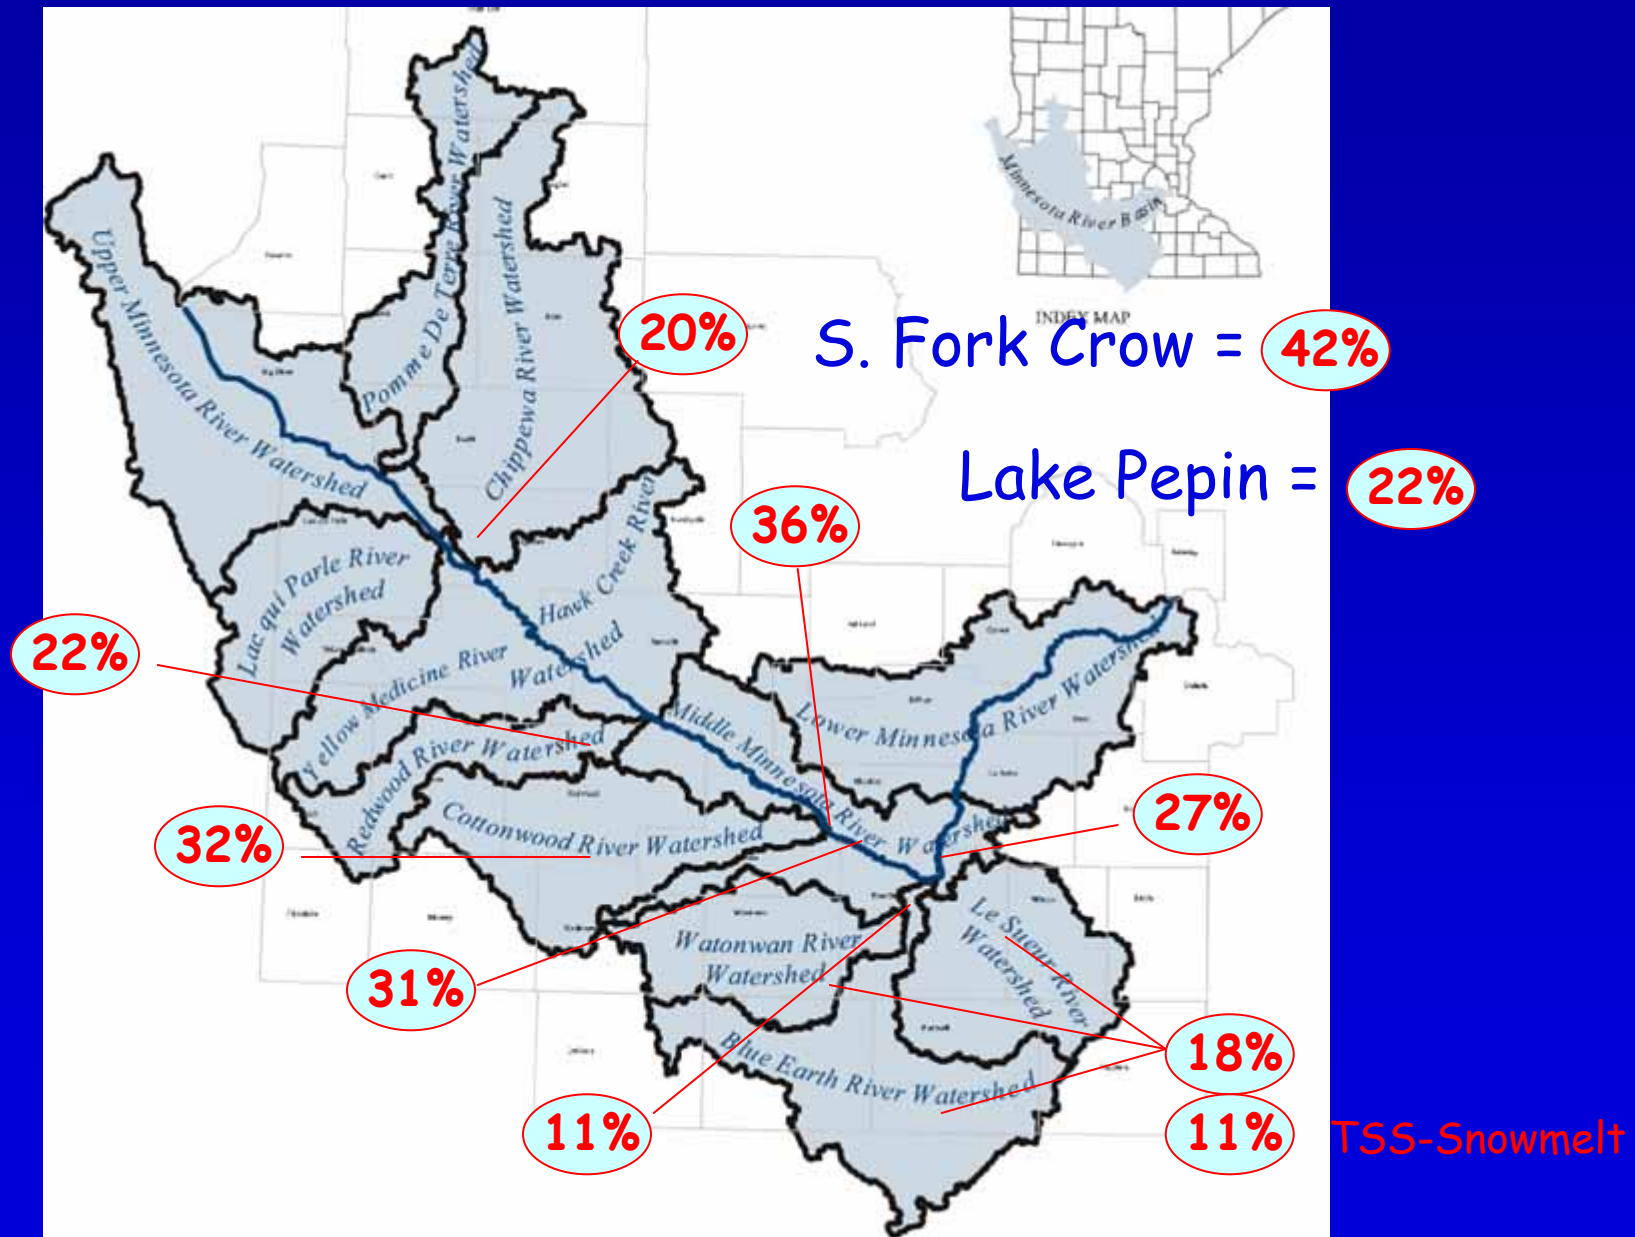 Minnesota River Basin
INDEX MAP
Upper Minnesota River Watershed
Pomme De Terre River Watershed
Chippewa River Watershed
20%
S. Fork Crow = 42%
Lake Pepin = 22%
36%
Lac qui Parle River
Watershed
Hawk Creek River
Watershed
22%
Yellow Medicine River
Redwood River Watershed
Middle Minnesota River Watershed
Lower Minnesota River Watershed
27%
32%
Cottonwood River Watershed
31%
Watonwan River
Watershed
Le Sueur River
Watershed
Blue Earth River Watershed
18%
11%
11% TSS-Snowmelt